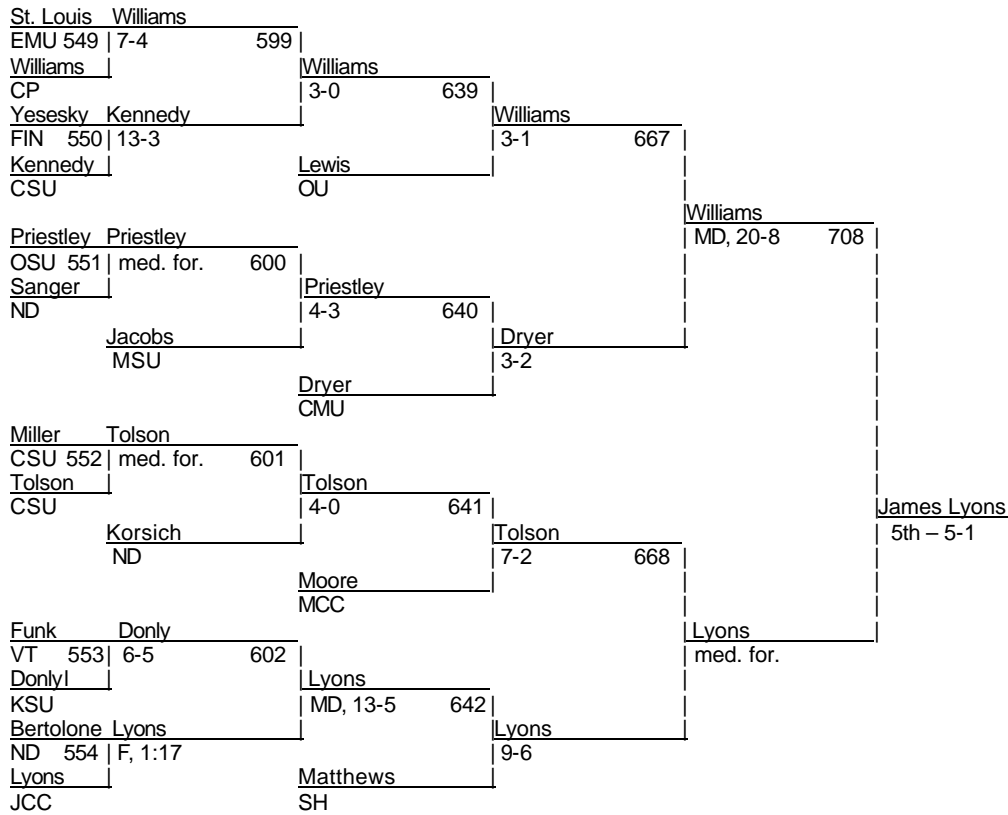 St. Louis Williams
EMU 549 7-4 599
Williams Williams
CP 3-0 639
Yesesky Kennedy Williams
FIN 550 13-3 3-1 667
Kennedy Lewis
CSU OU
Williams
Priestley Priestley MD, 20-8 708
OSU 551 med. for. 600
Sanger Priestley
ND 4-3 640
Jacobs Dryer
MSU 3-2
Dryer
CMU
Miller Tolson
CSU 552 med. for. 601
Tolson Tolson
CSU 4-0 641 James Lyons
Korsich Tolson 5th – 5-1
ND 7-2 668
Moore
MCC
Funk Donly Lyons
VT 553 6-5 602 med. for.
Donlyl Lyons
KSU MD, 13-5 642
Bertolone Lyons Lyons
ND 554 F, 1:17 9-6
Lyons Matthews
JCC SH